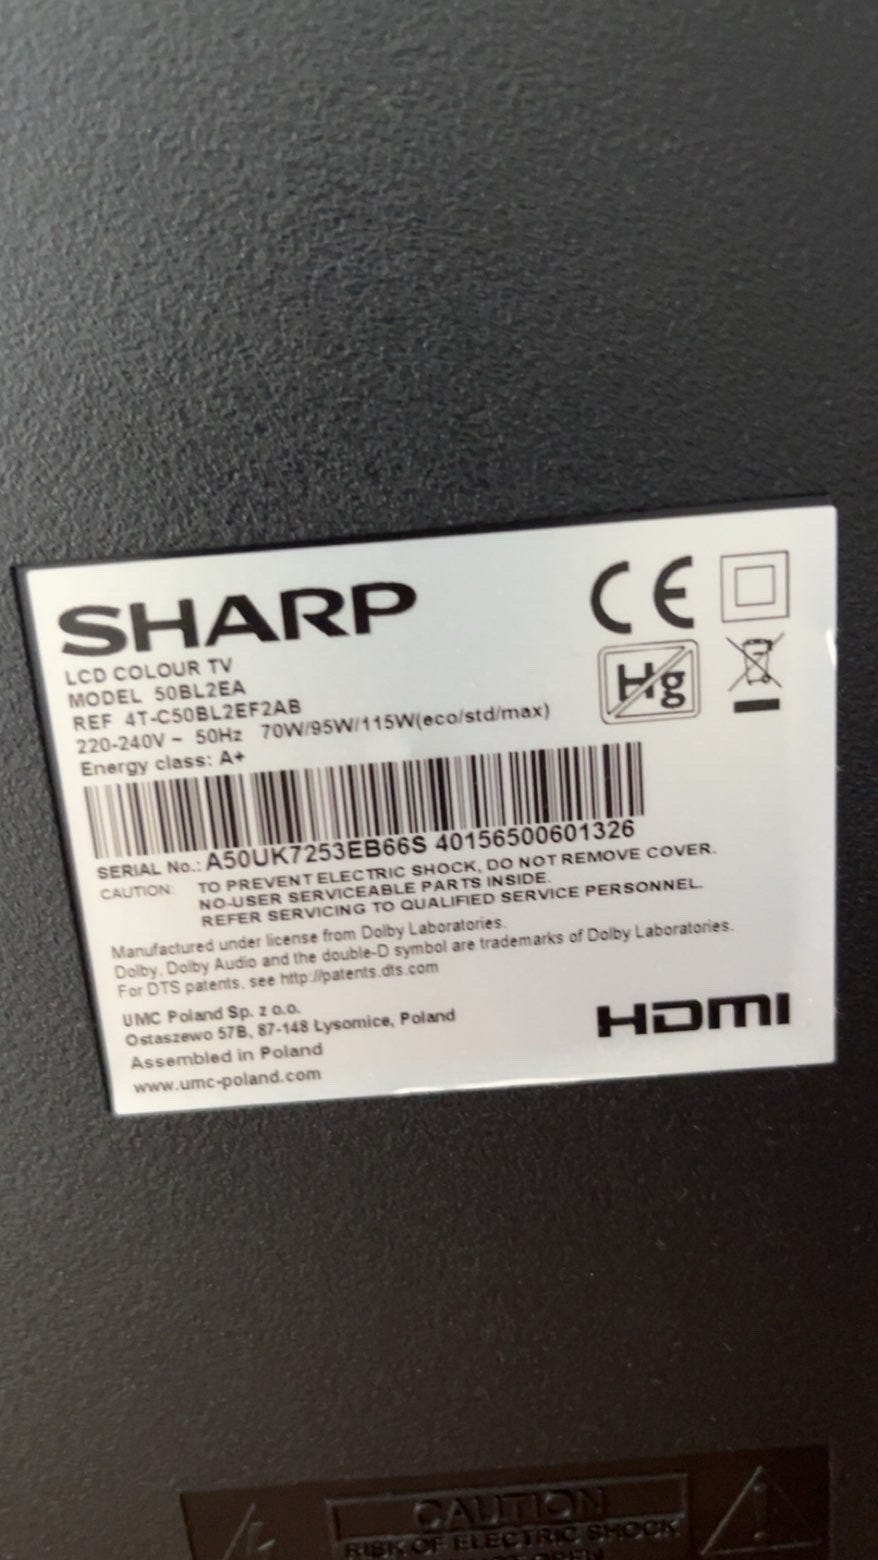 SHARP
LCD COLOUR TV
MODEL 50BL2EA
REF 4T-C50BL2EF2AB
220-240V ~ 50Hz 70W/95W/115W(eco/std/max)
Energy class: A+
CE
Hg
SERIAL No.: A50UK7253EB66S 40156500601326
CAUTION: TO PREVENT ELECTRIC SHOCK, DO NOT REMOVE COVER.
NO-USER SERVICEABLE PARTS INSIDE.
REFER SERVICING TO QUALIFIED SERVICE PERSONNEL.
Manufactured under license from Dolby Laboratories.
Dolby, Dolby Audio and the double-D symbol are trademarks of Dolby Laboratories.
For DTS patents, see http://patents.dts.com
UMC Poland Sp. z o.o.
Ostaszewo 57B, 87-148 Lysomice, Poland
Assembled in Poland
www.umc-poland.com
HDMI
CAUTION
RISK OF ELECTRIC SHOCK
NOT OPEN